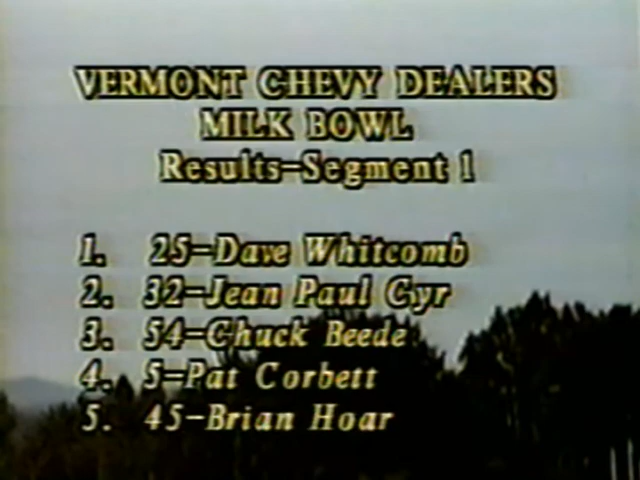 VERMONT CHEVY DEALERS
MILK BOWL
Results-Segment 1
1. 25-Dave Whitcomb
2. 32-Jean Paul Cyr
3. 54-Chuck Beede
4. 5-Pat Corbett
5. 45-Brian Hoar